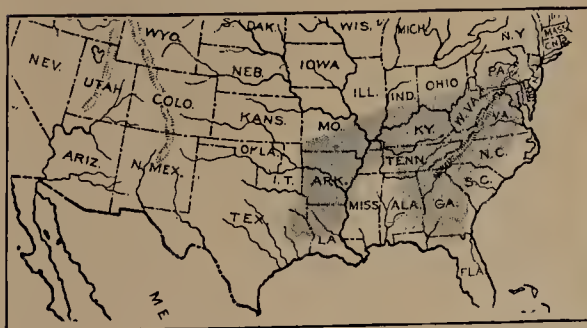 S. DAK. WIS. MICH. N.Y MASS.
WYO.
NEV. NEB. IOWA PA.
UTAH ILL. IND. OHIO
COLO. W.VA. VA.
KANS. MO. KY.
ARIZ. N. MEX. OKLA. TENN. N.C.
I.T. ARK. S.C.
TEX. MISS ALA. GA.
LA.
FLA.
ME